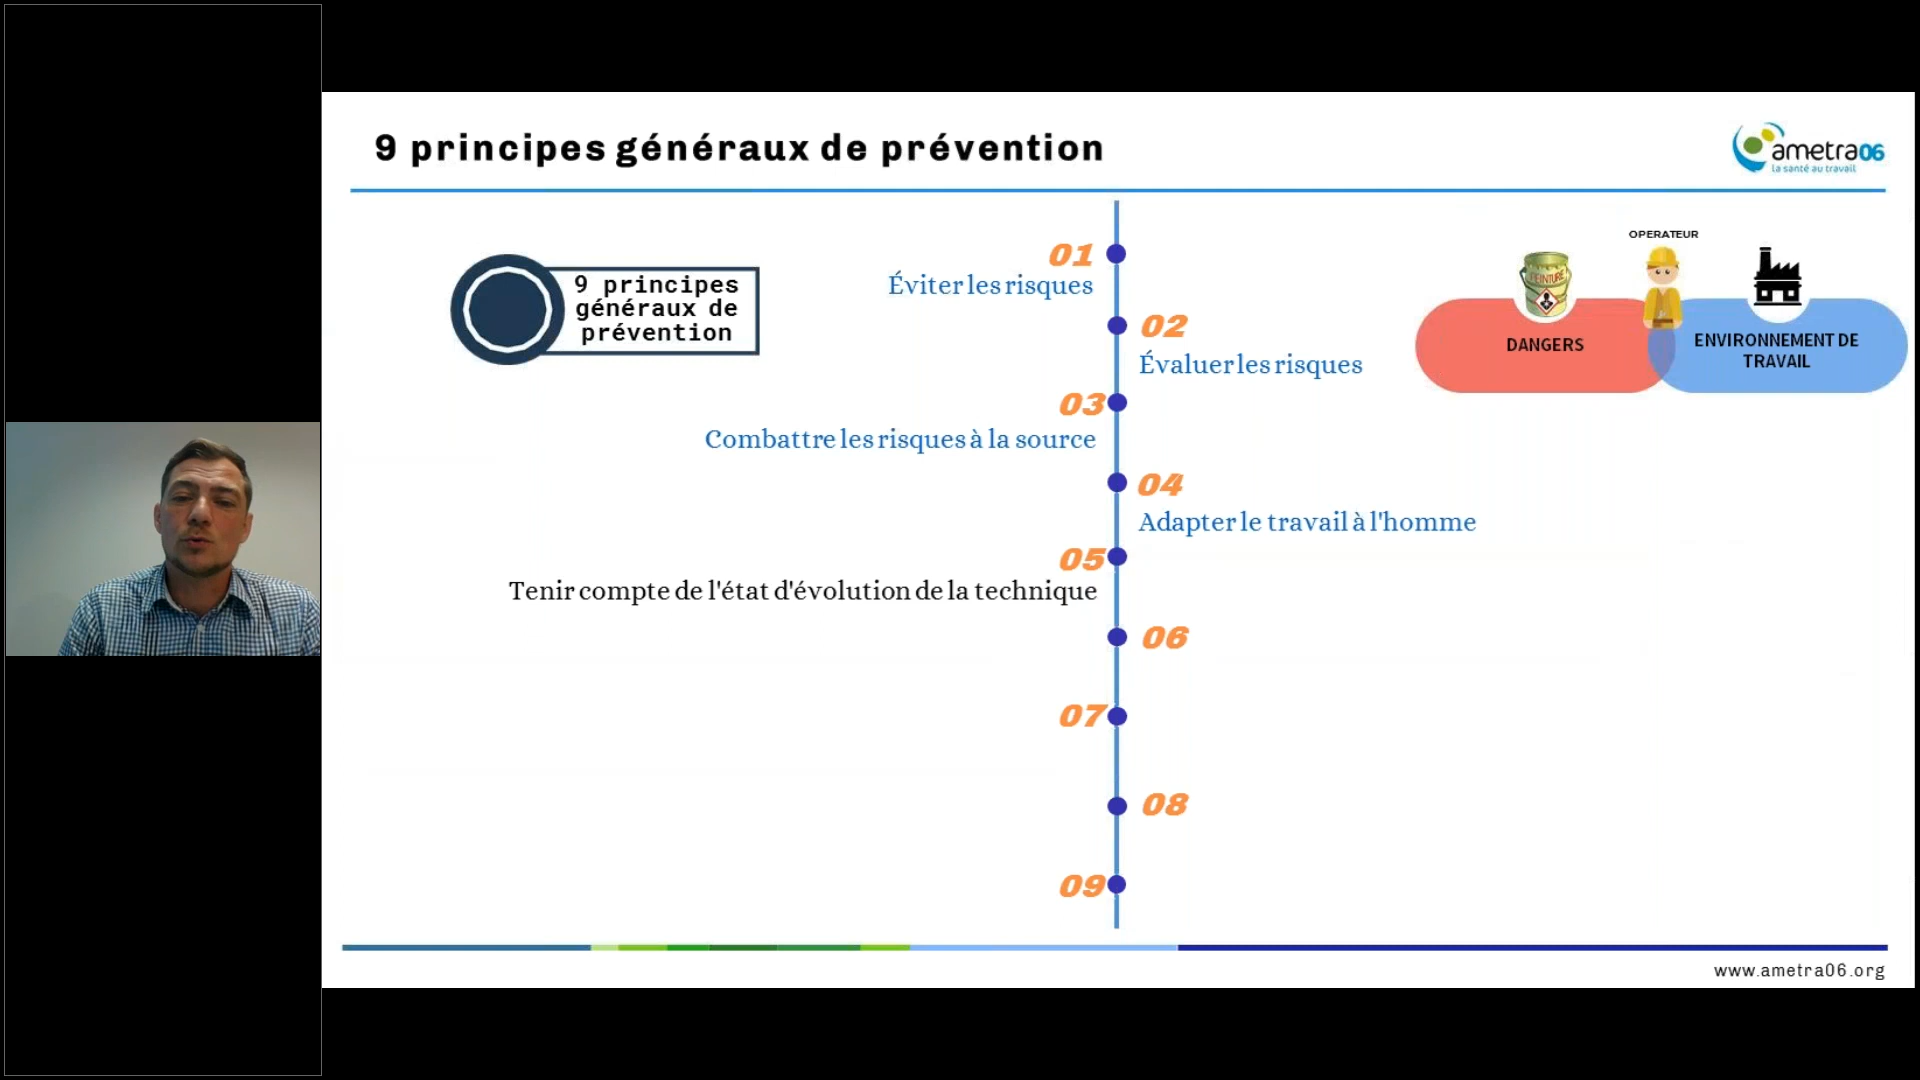 9 principes généraux de prévention
ametra06
la santé au travail
9 principes
généraux de
prévention
01
Éviter les risques
02
Évaluer les risques
03
Combattre les risques à la source
04
Adapter le travail à l'homme
05
Tenir compte de l'état d'évolution de la technique
06
07
08
09
OPERATEUR
PEINTURE
DANGERS
ENVIRONNEMENT DE
TRAVAIL
www.ametra06.org